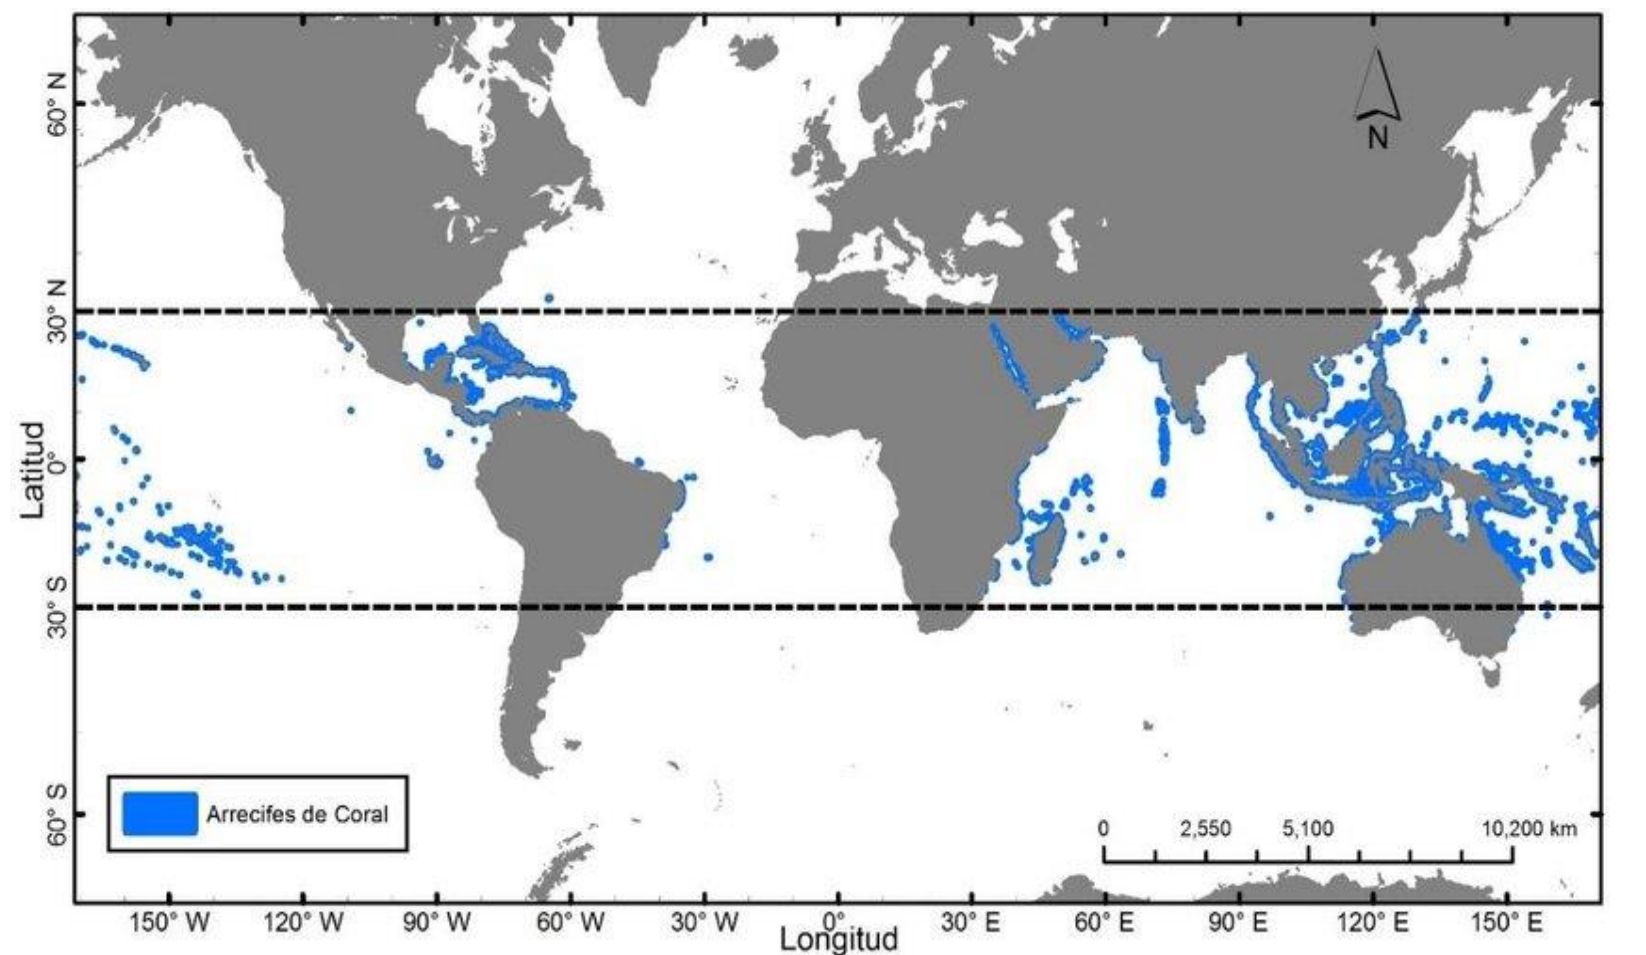 N
60° N
30° N
0°
30° S
60° S
Latitud
Arrecifes de Coral
0 2,550 5,100 10,200 km
150° W 120° W 90° W 60° W 30° W 0° 30° E 60° E 90° E 120° E 150° E
Longitud